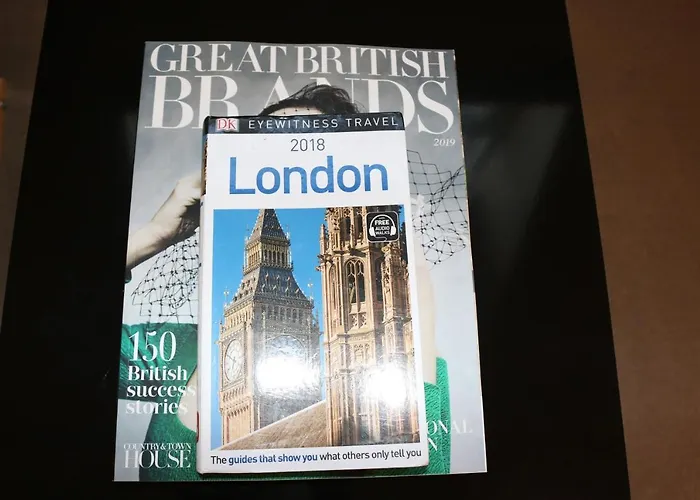 GREAT BRITISH
BRANDS
2019
DK EYEWITNESS TRAVEL
2018
London
FREE
AUDIO
WALKS
150
British
success
stories
COUNTRY & TOWN
HOUSE
ONAL
N
The guides that show you what others only tell you